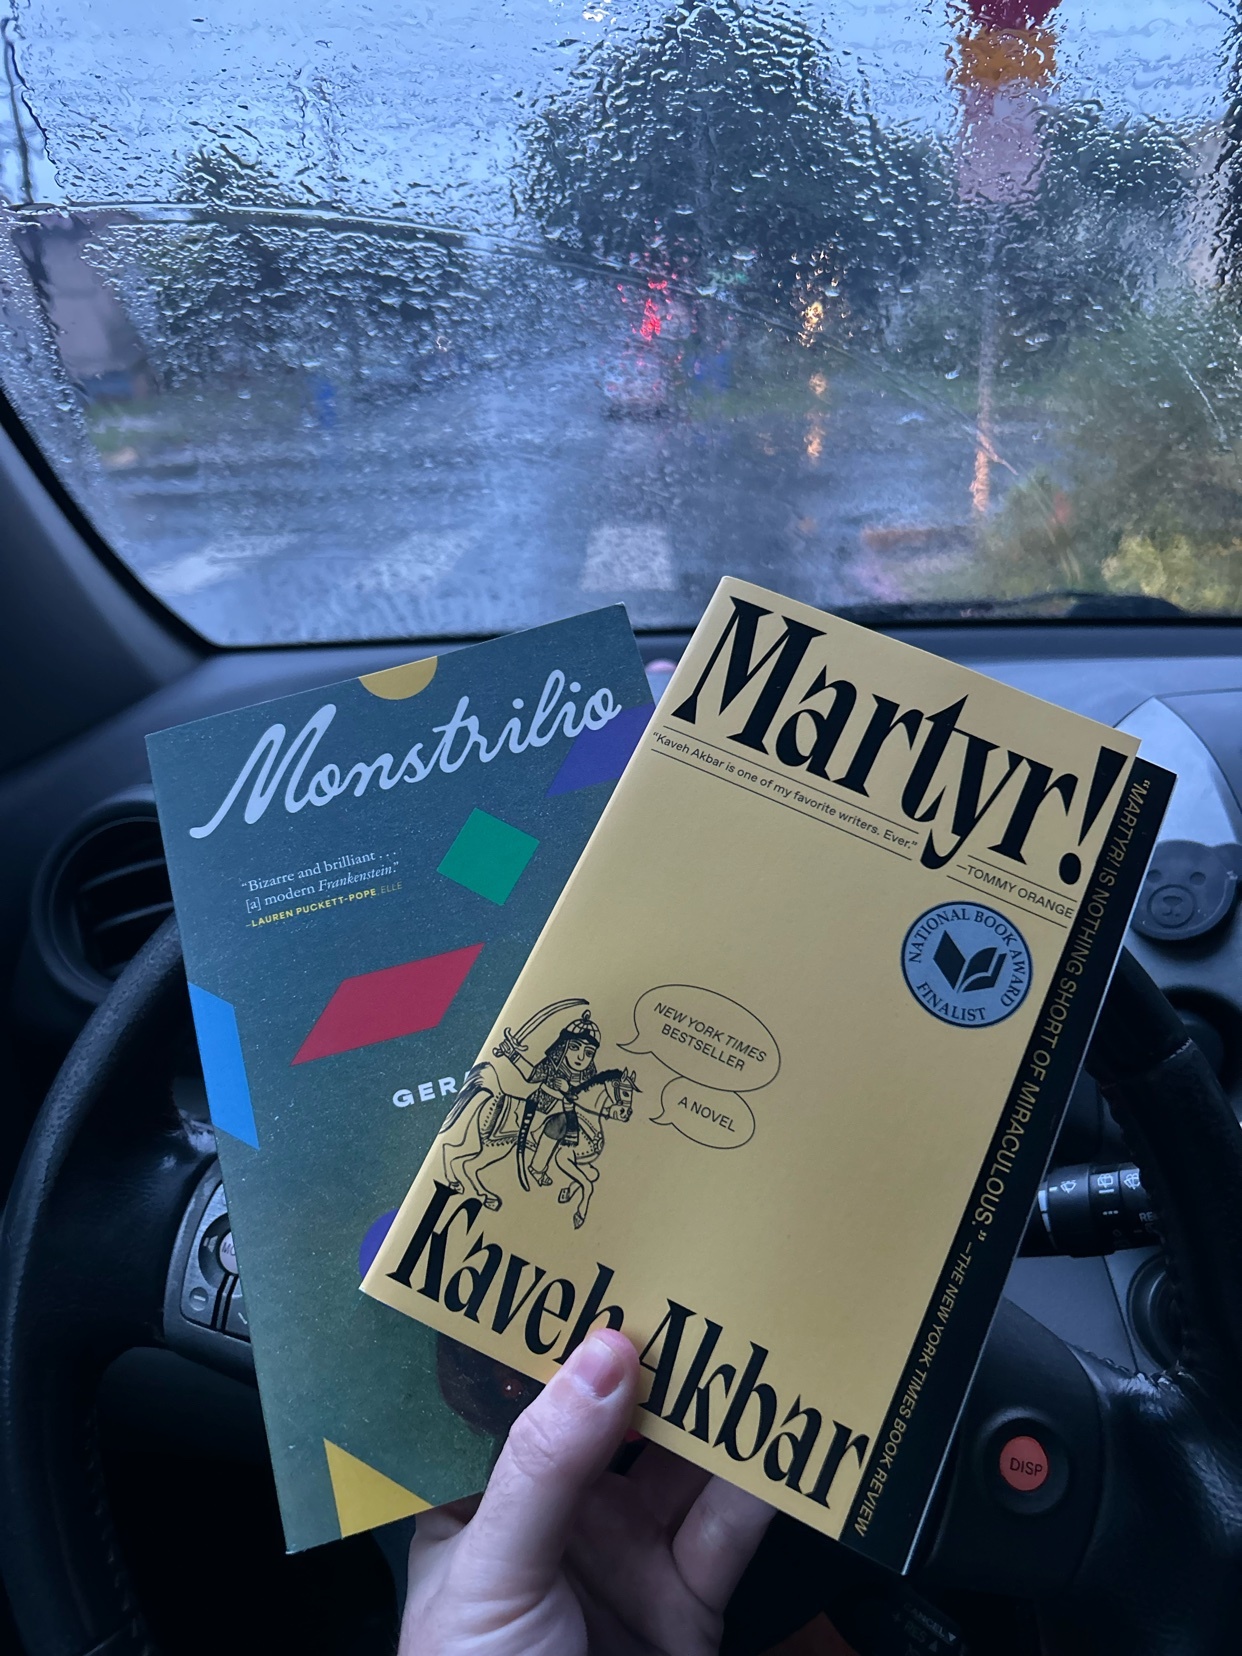 Monstrilio
"Bizarre and brilliant . . .
[a] modern Frankenstein."
–LAUREN PUCKETT-POPE, ELLE
GER
Martyr!
"Kaveh Akbar is one of my favorite writers. Ever."
—TOMMY ORANGE
NATIONAL BOOK AWARD
FINALIST
NEW YORK TIMES
BESTSELLER
A NOVEL
Kaveh Akbar
"MARTYR! IS NOTHING SHORT OF MIRACULOUS." —THE NEW YORK TIMES BOOK REVIEW
DISP
CANCEL